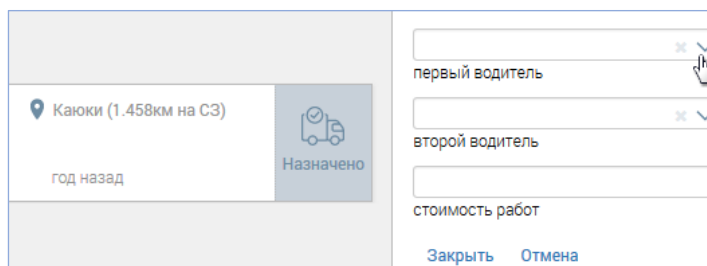 Каюки (1.458км на СЗ)
Назначено
год назад
первый водитель
второй водитель
стоимость работ
Закрыть Отмена